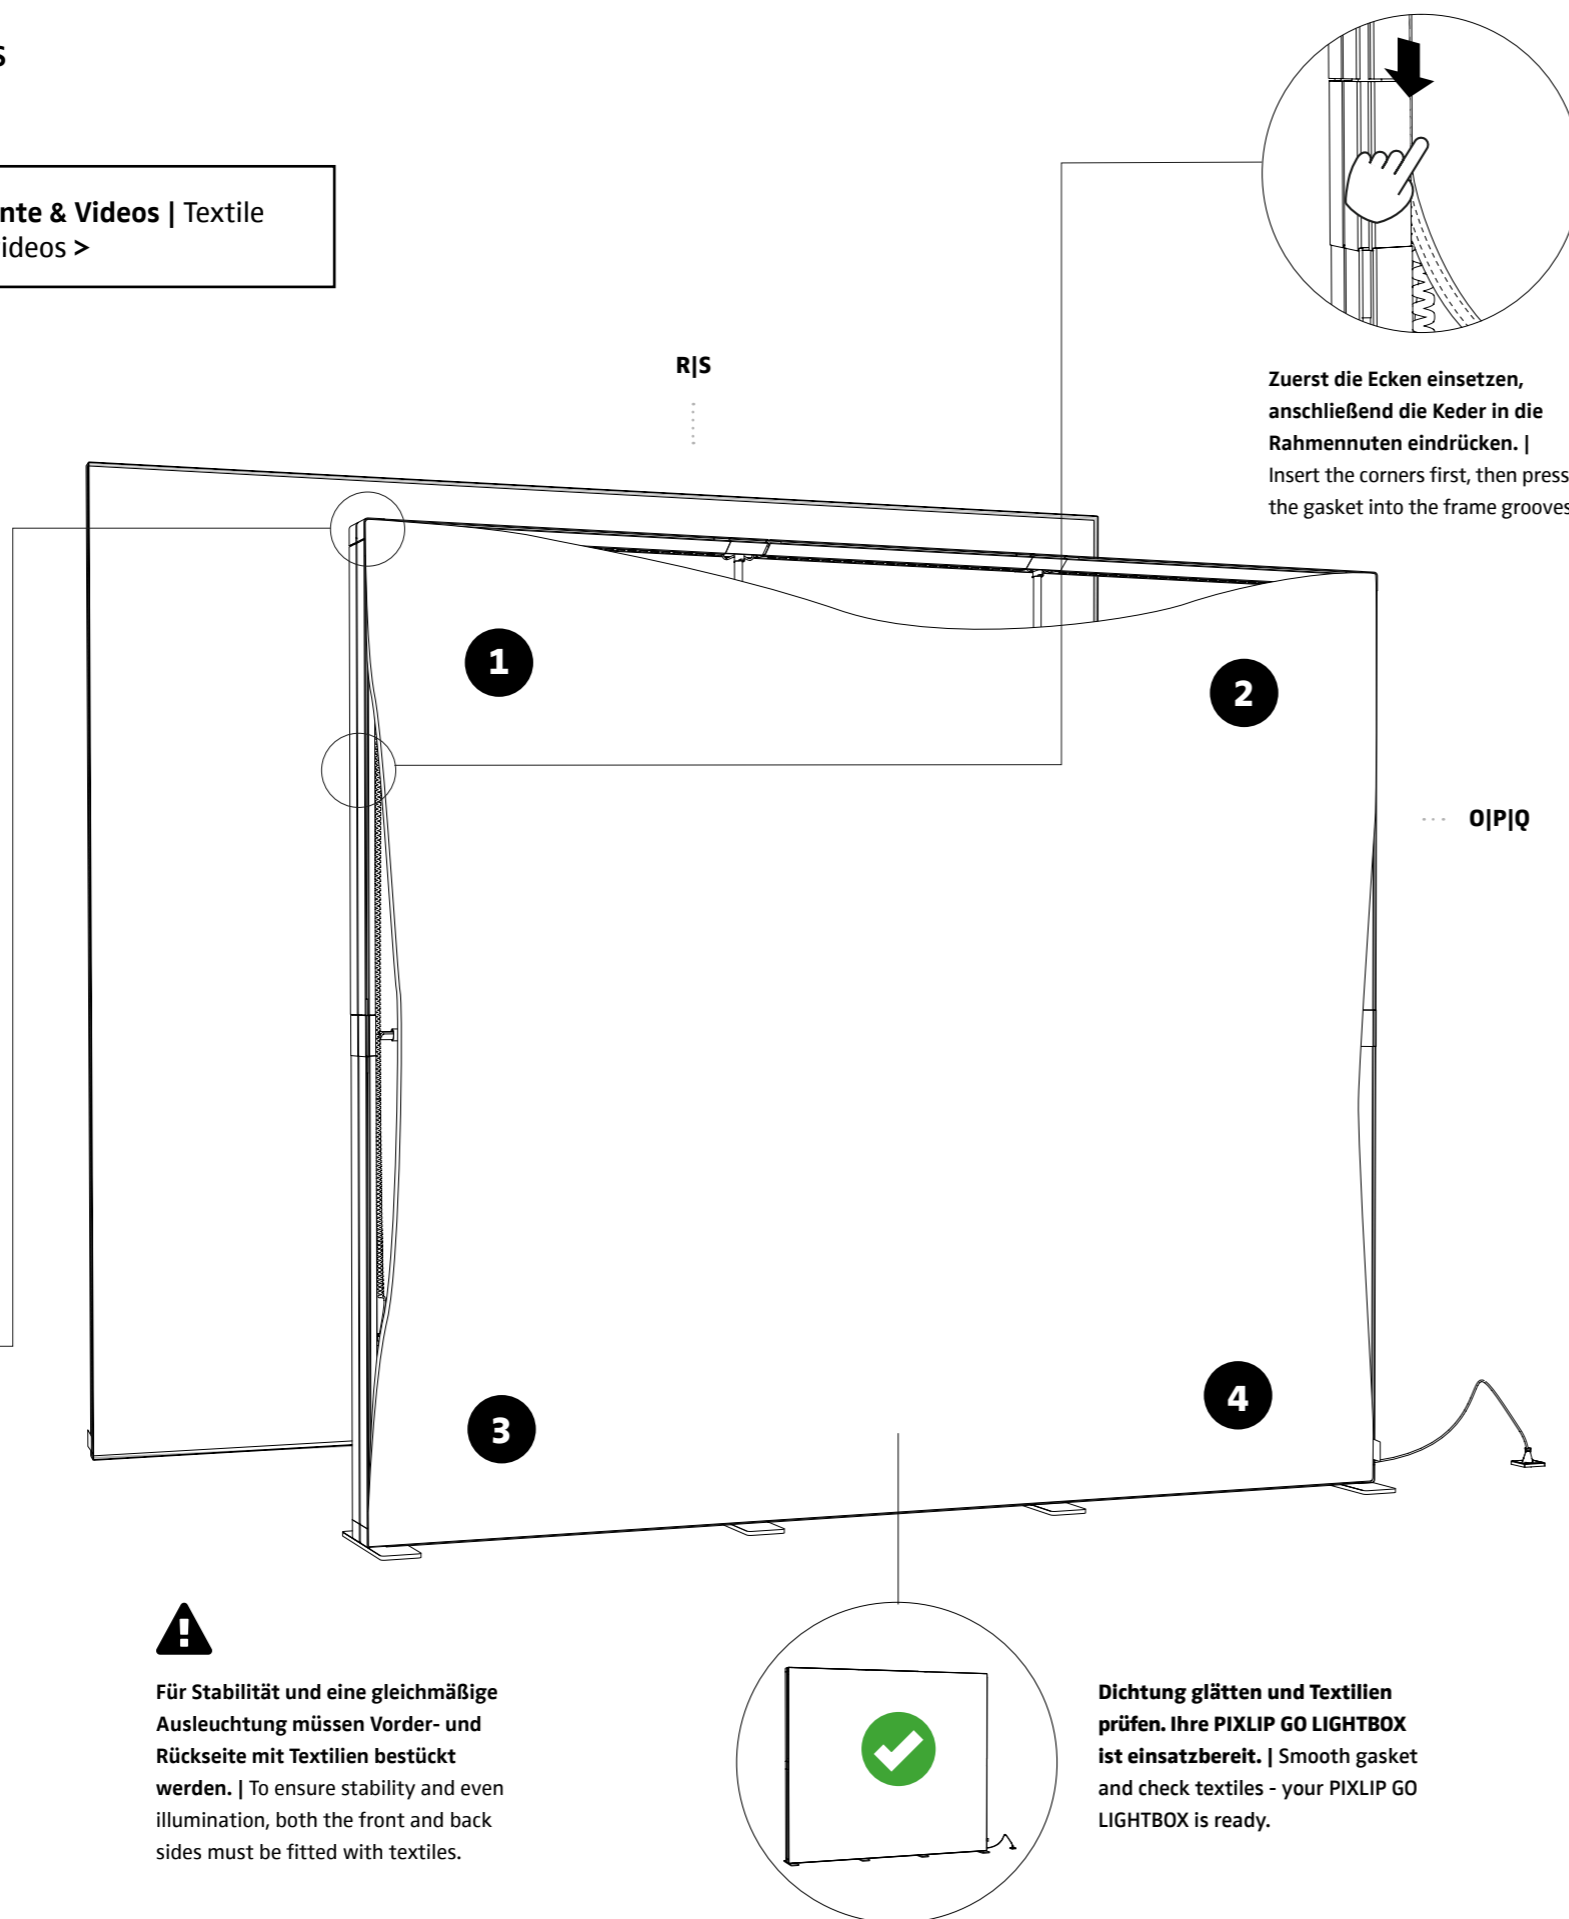 S
nte & Videos | Textile
ideos >
R|S
Zuerst die Ecken einsetzen,
anschließend die Keder in die
Rahmennuten eindrücken. |
Insert the corners first, then press
the gasket into the frame grooves
1
2
O|P|Q
3
4
Für Stabilität und eine gleichmäßige
Ausleuchtung müssen Vorder- und
Rückseite mit Textilien bestückt
werden. | To ensure stability and even
illumination, both the front and back
sides must be fitted with textiles.
Dichtung glätten und Textilien
prüfen. Ihre PIXLIP GO LIGHTBOX
ist einsatzbereit. | Smooth gasket
and check textiles - your PIXLIP GO
LIGHTBOX is ready.